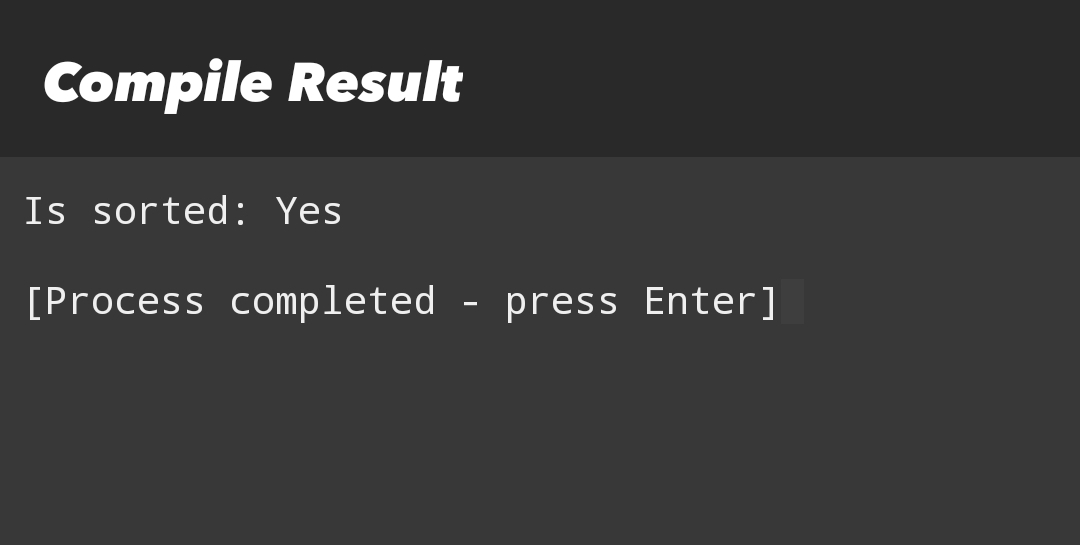 Compile Result
Is sorted: Yes
[Process completed - press Enter]